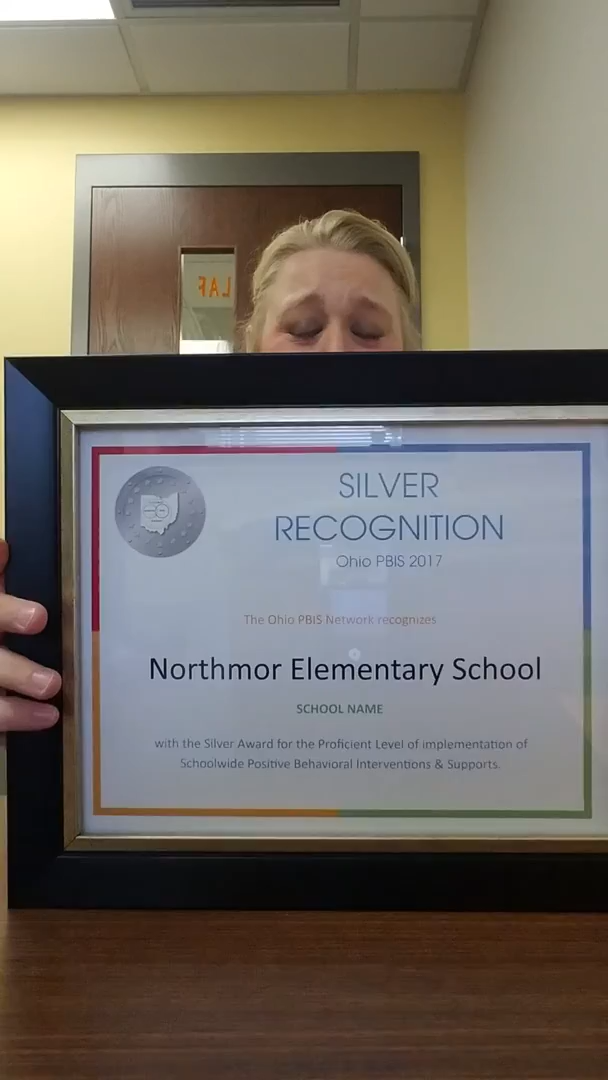 SILVER
RECOGNITION
Ohio PBIS 2017
The Ohio PBIS Network recognizes
Northmor Elementary School
SCHOOL NAME
with the Silver Award for the Proficient Level of implementation of
Schoolwide Positive Behavioral Interventions & Supports.